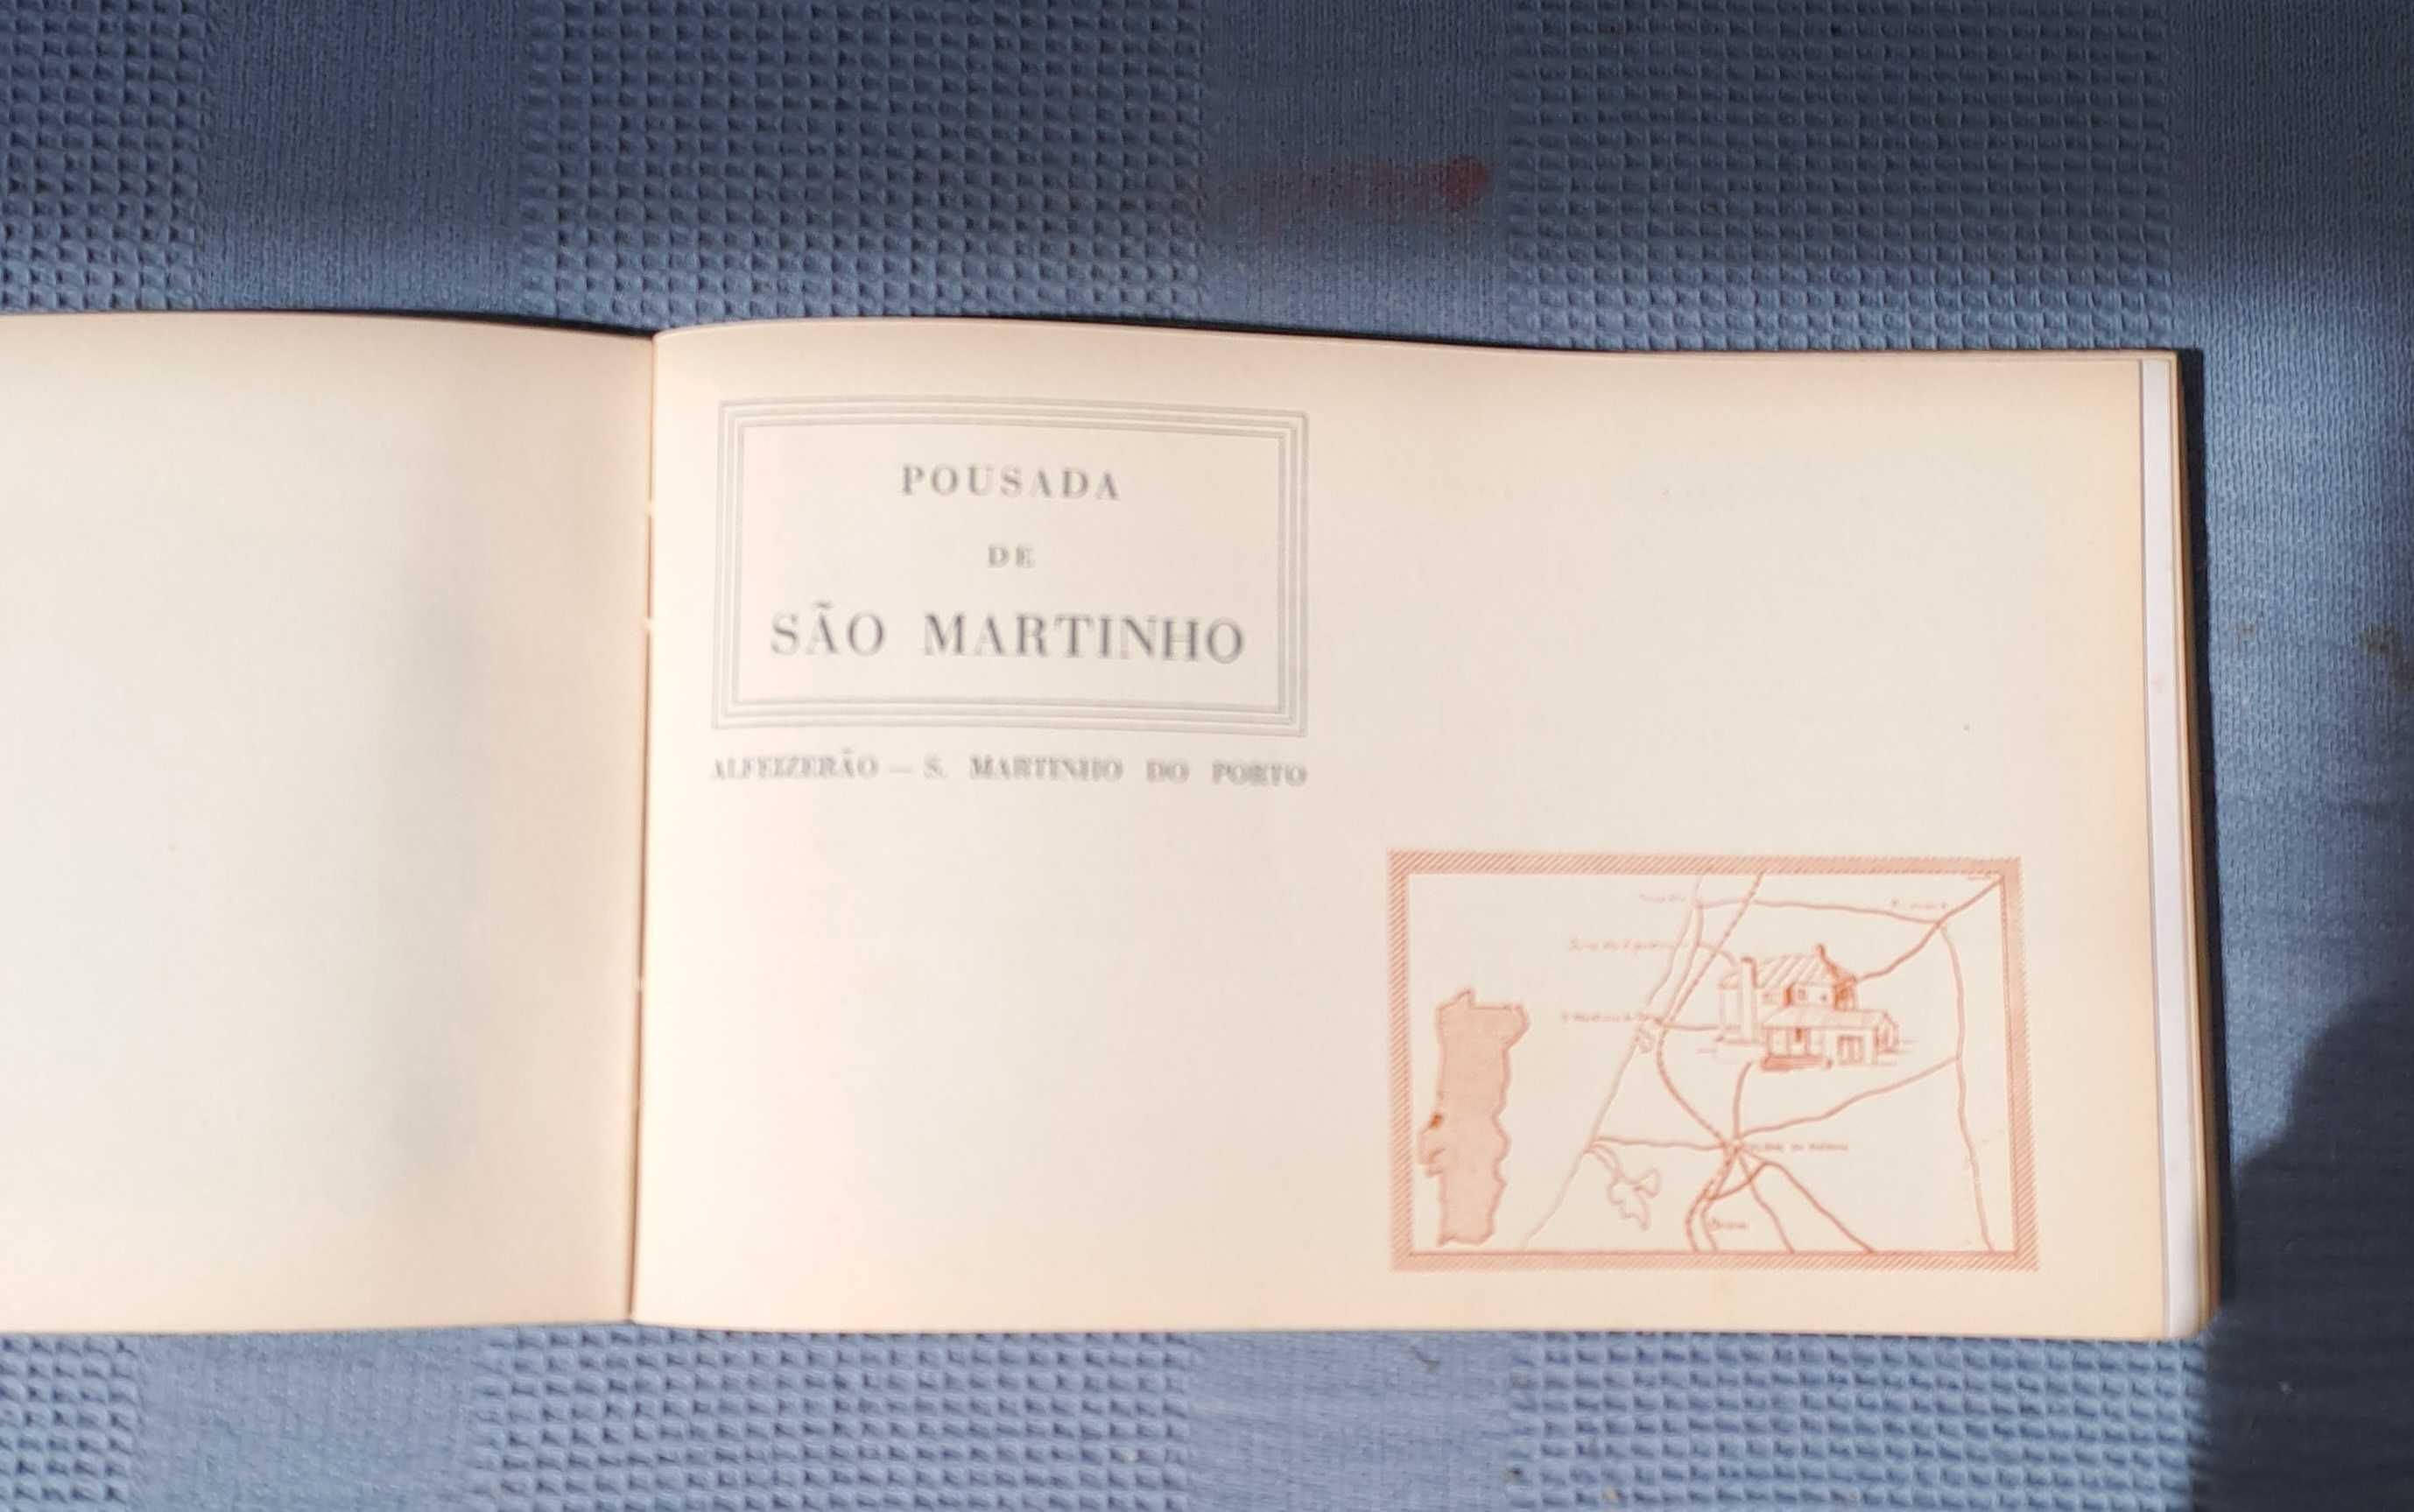 POUSADA
DE
SÃO MARTINHO
ALFEIZERÃO — S. MARTINHO DO PORTO